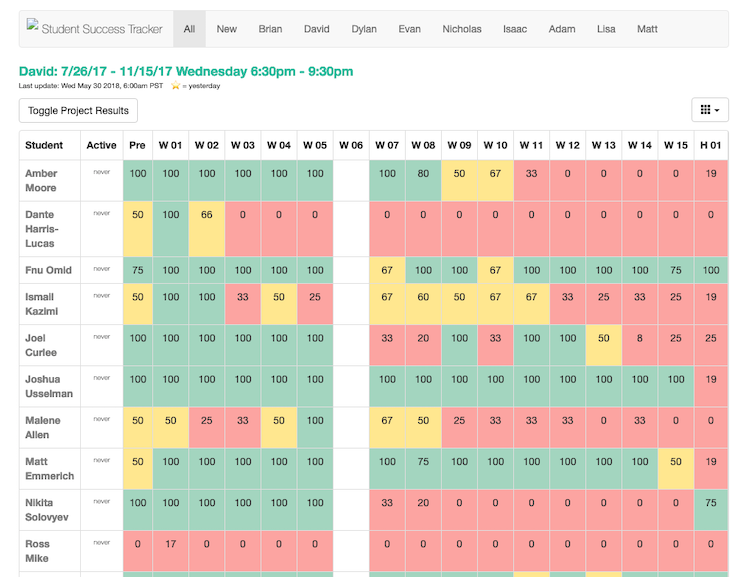 Student Success Tracker All New Brian David Dylan Evan Nicholas Isaac Adam Lisa Matt
David: 7/26/17 - 11/15/17 Wednesday 6:30pm - 9:30pm
Last update: Wed May 30 2018, 6:00am PST ⭐ = yesterday
Toggle Project Results
Student Active Pre W 01 W 02 W 03 W 04 W 05 W 06 W 07 W 08 W 09 W 10 W 11 W 12 W 13 W 14 W 15 H 01
Amber never 100 100 100 100 100 100 100 80 50 67 33 0 0 0 0 19
Moore
Dante never 50 100 66 0 0 0 0 0 0 0 0 0 0 0 0 0
Harris-
Lucas
Fnu Omid never 75 100 100 100 100 100 67 100 100 67 100 100 100 100 75 100
Ismail never 50 100 100 33 50 25 67 60 50 67 67 33 25 33 25 19
Kazimi
Joel never 100 100 100 100 100 100 33 20 100 33 100 100 50 8 25 25
Curlee
Joshua never 100 100 100 100 100 100 100 100 100 100 100 100 100 100 100 19
Usselman
Malene never 50 50 25 33 50 100 67 50 25 33 33 33 0 33 0 0
Allen
Matt never 50 100 100 100 100 100 100 75 100 100 100 100 100 100 50 19
Emmerich
Nikita never 100 100 100 100 100 100 33 20 0 0 0 0 0 0 0 75
Solovyev
Ross never 0 17 0 0 0 0 0 0 0 0 0 0 0 0 0 0
Mike